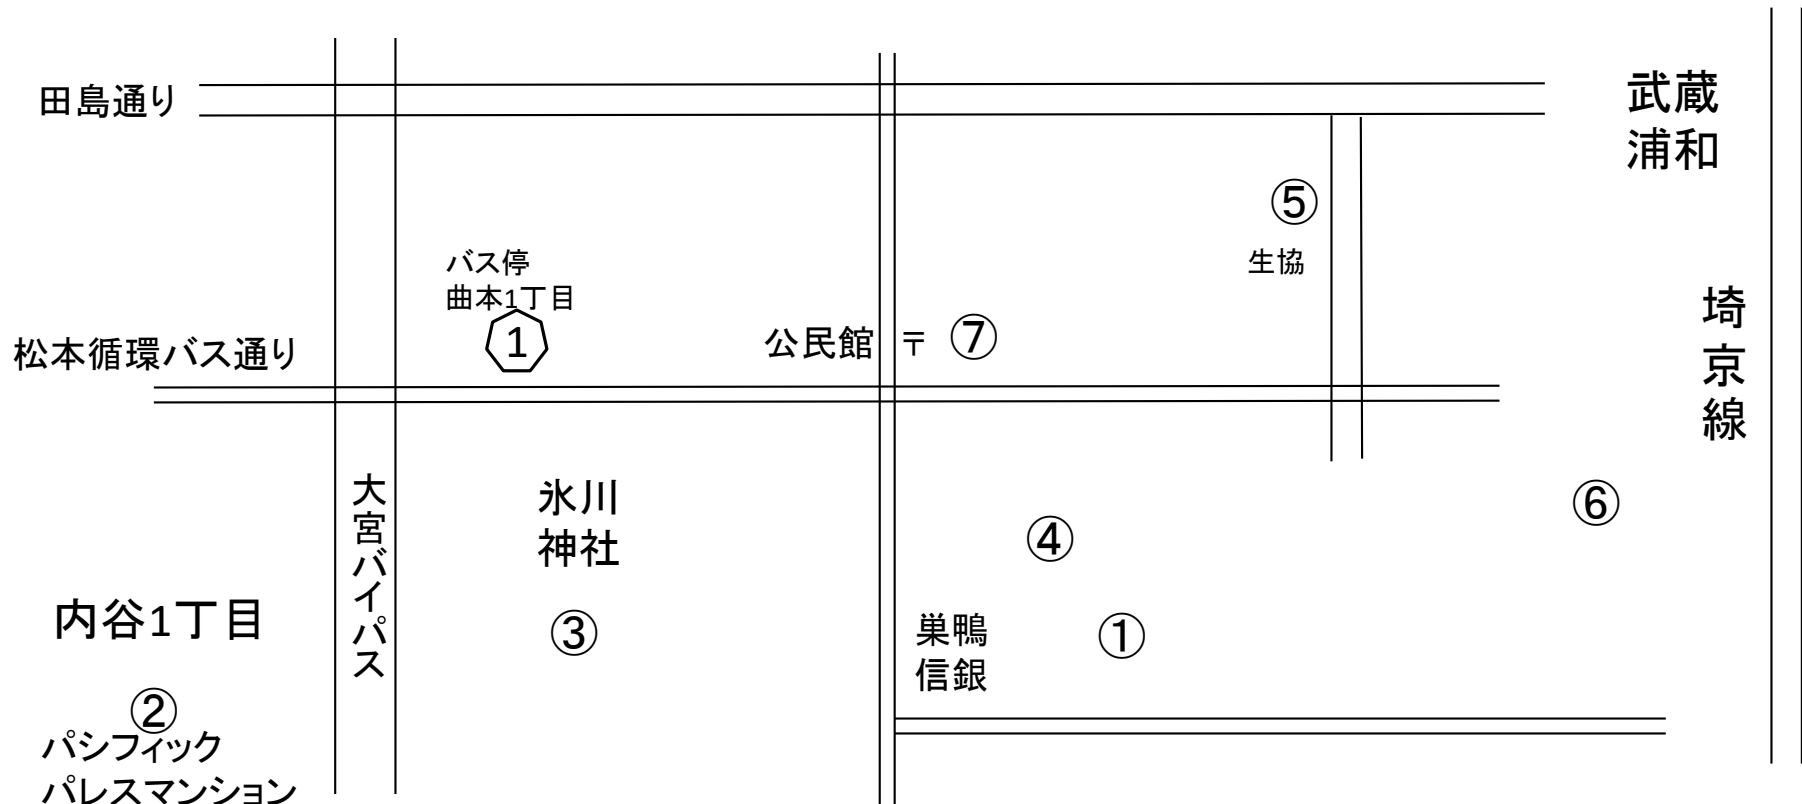 武蔵
浦和
田島通り
⑤
生協
バス停
曲本1丁目
1
公民館
〒
⑦
松本循環バス通り
埼京線
大宮バイパス
氷川
神社
③
④
⑥
内谷1丁目
②
パシフィック
パレスマンション
巣鴨
信銀
①